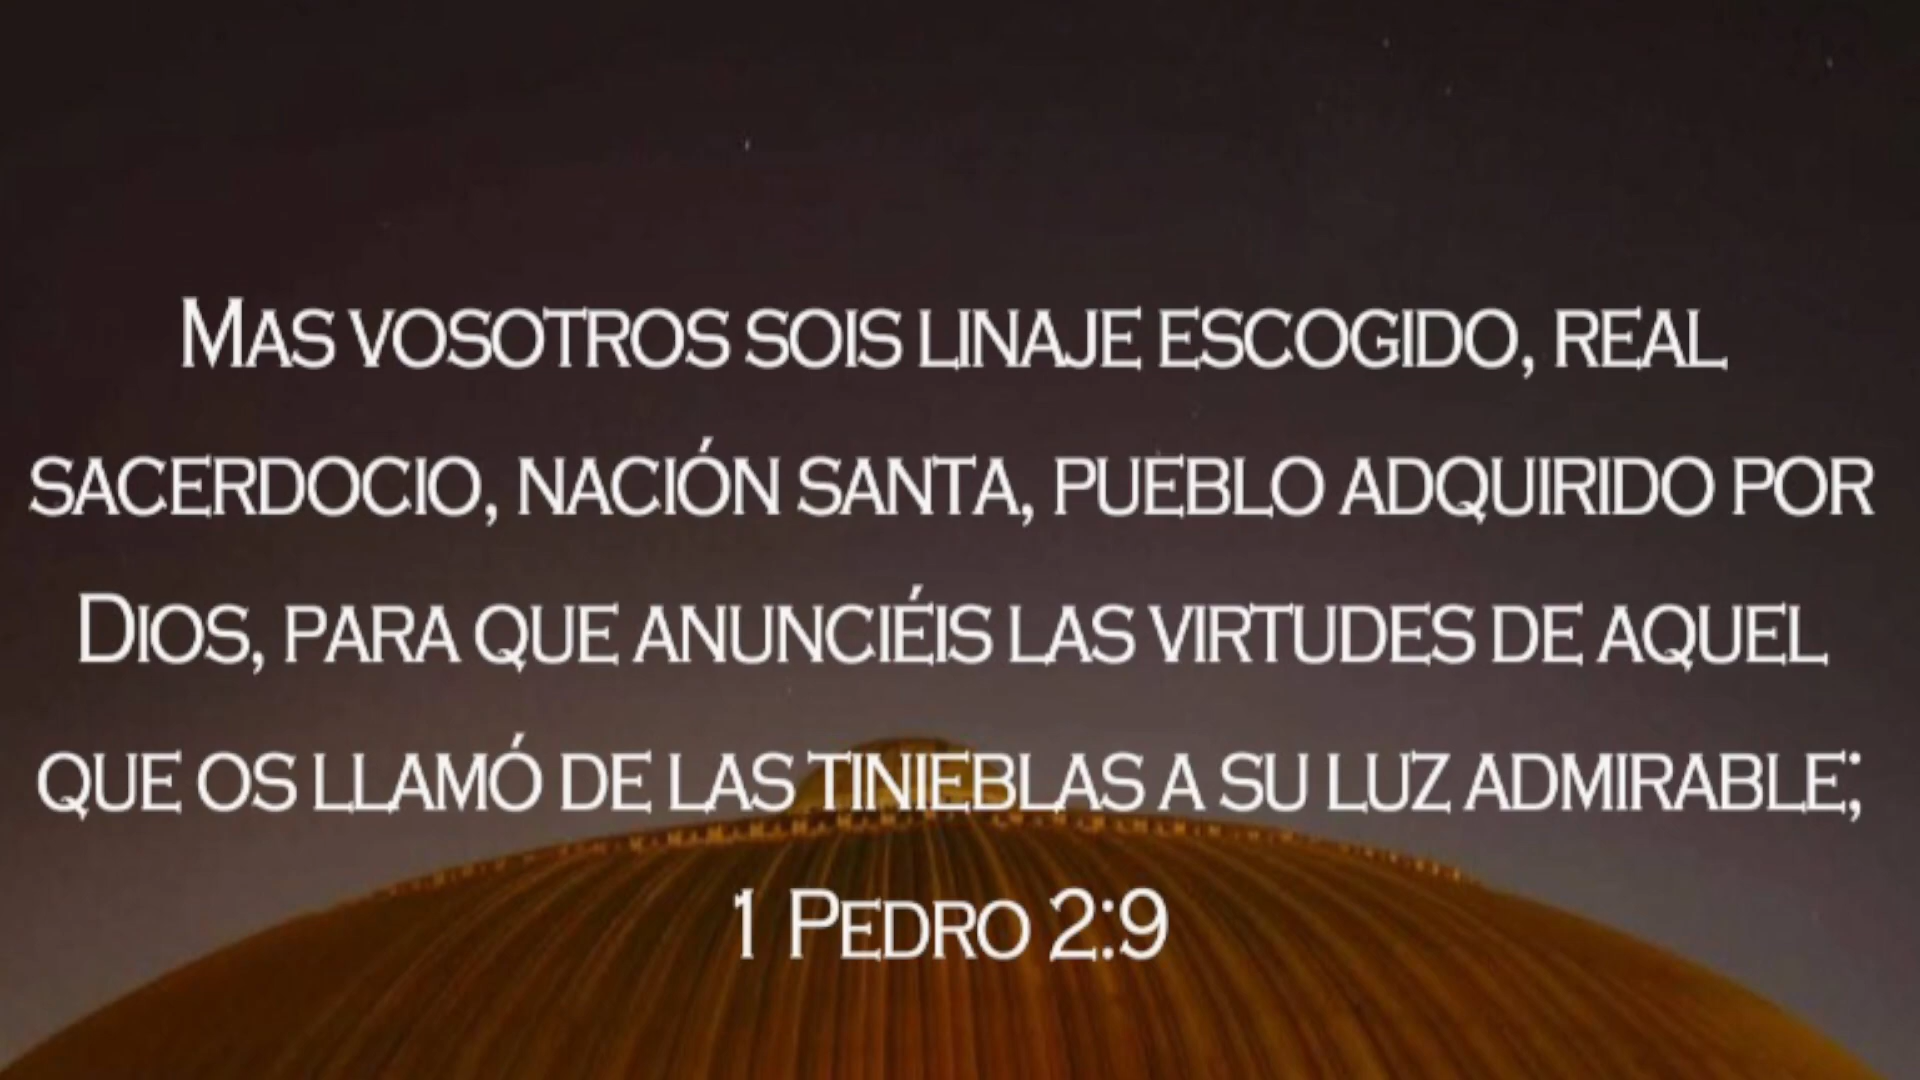 Mas vosotros sois linaje escogido, real
sacerdocio, nación santa, pueblo adquirido por
Dios, para que anunciéis las virtudes de aquel
que os llamó de las tinieblas a su luz admirable;
1 Pedro 2:9